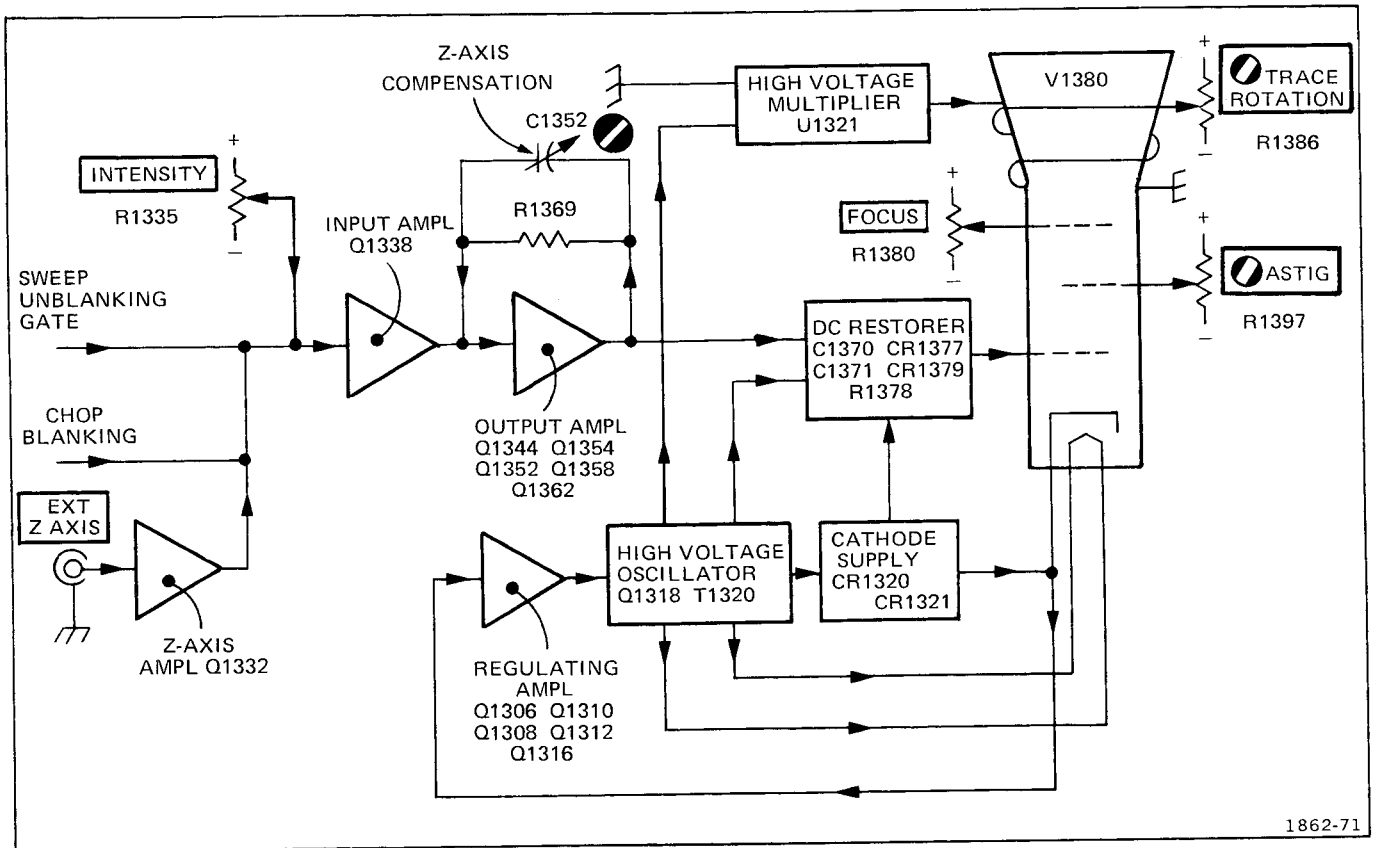 Z-AXIS
COMPENSATION
C1352
HIGH VOLTAGE
MULTIPLIER
U1321
V1380
+
TRACE
ROTATION
–
R1386
+
INTENSITY
R1335
–
R1369
INPUT AMPL
Q1338
+
FOCUS
R1380
–
+
ASTIG
–
R1397
SWEEP
UNBLANKING
GATE
DC RESTORER
C1370 CR1377
C1371 CR1379
R1378
CHOP
BLANKING
OUTPUT AMPL
Q1344 Q1354
Q1352 Q1358
Q1362
EXT
Z AXIS
Z-AXIS
AMPL Q1332
HIGH VOLTAGE
OSCILLATOR
Q1318 T1320
CATHODE
SUPPLY
CR1320
CR1321
REGULATING
AMPL
Q1306 Q1310
Q1308 Q1312
Q1316
1862-71